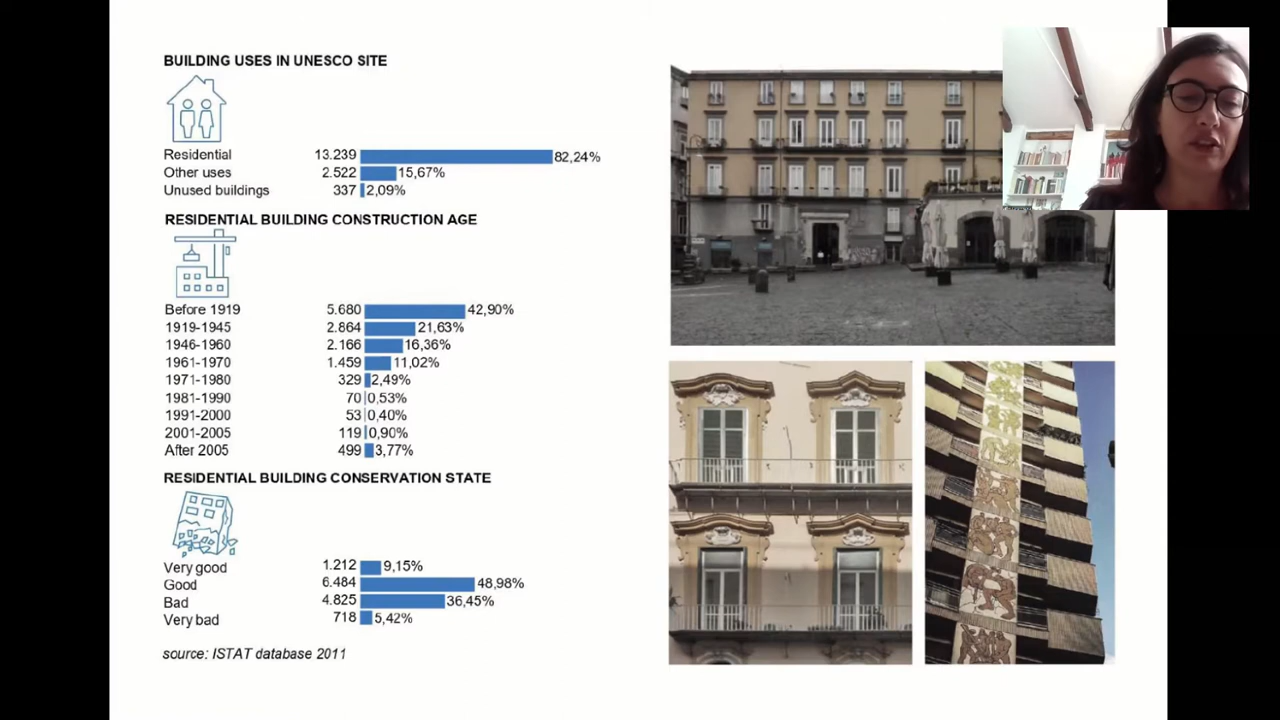 BUILDING USES IN UNESCO SITE
Residential 13.239 82,24%
Other uses 2.522 15,67%
Unused buildings 337 2,09%
RESIDENTIAL BUILDING CONSTRUCTION AGE
Before 1919 5.680 42,90%
1919-1945 2.864 21,63%
1946-1960 2.166 16,36%
1961-1970 1.459 11,02%
1971-1980 329 2,49%
1981-1990 70 0,53%
1991-2000 53 0,40%
2001-2005 119 0,90%
After 2005 499 3,77%
RESIDENTIAL BUILDING CONSERVATION STATE
Very good 1.212 9,15%
Good 6.484 48,98%
Bad 4.825 36,45%
Very bad 718 5,42%
source: ISTAT database 2011